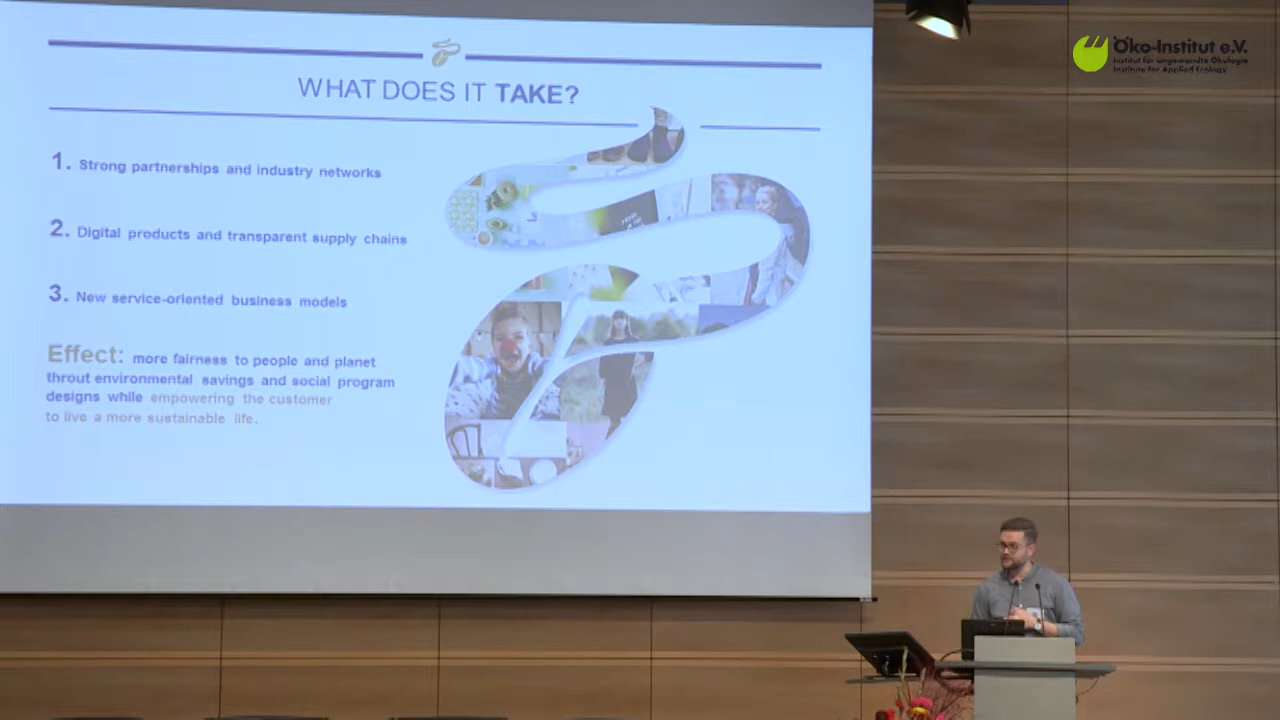 Öko-Institut e.V.
Institut für angewandte Ökologie
Institute for Applied Ecology
WHAT DOES IT TAKE?
1. Strong partnerships and industry networks
2. Digital products and transparent supply chains
3. New service-oriented business models
Effect: more fairness to people and planet
throut environmental savings and social program
designs while empowering the customer
to live a more sustainable life.